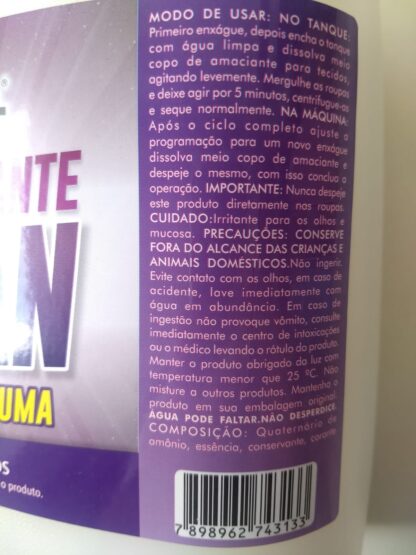 MODO DE USAR: NO TANQUE:
Primeiro enxágue, depois encha o tanque
com água limpa e dissolva meio
copo de amaciante para tecidos,
agitando levemente. Mergulhe as roupas
e deixe agir por 5 minutos, centrifugue-as
e seque normalmente. NA MÁQUINA:
Após o ciclo completo ajuste a
programação para um novo enxágue
dissolva meio copo de amaciante e
despeje o mesmo, com isso conclua a
operação. IMPORTANTE: Nunca despeje
este produto diretamente nas roupas.
CUIDADO:Irritante para os olhos e
mucosa. PRECAUÇÕES: CONSERVE
FORA DO ALCANCE DAS CRIANÇAS E
ANIMAIS DOMÉSTICOS.Não ingerir.
Evite contato com os olhos, em caso de
acidente, lave imediatamente com
água em abundância. Em caso de
ingestão não provoque vômito, consulte
imediatamente o centro de intoxicações
ou o médico levando o rótulo do produto.
Manter o produto abrigado da luz com
temperatura menor que 25 ºC. Não
misture a outros produtos. Mantenha o
produto em sua embalagem original.
ÁGUA PODE FALTAR.NÃO DESPERDICE.
COMPOSIÇÃO: Quaternário de
amônio, essência, conservante, corante
7 898962 743133
®
T
ANTE
AN
UMA
OS
o produto.